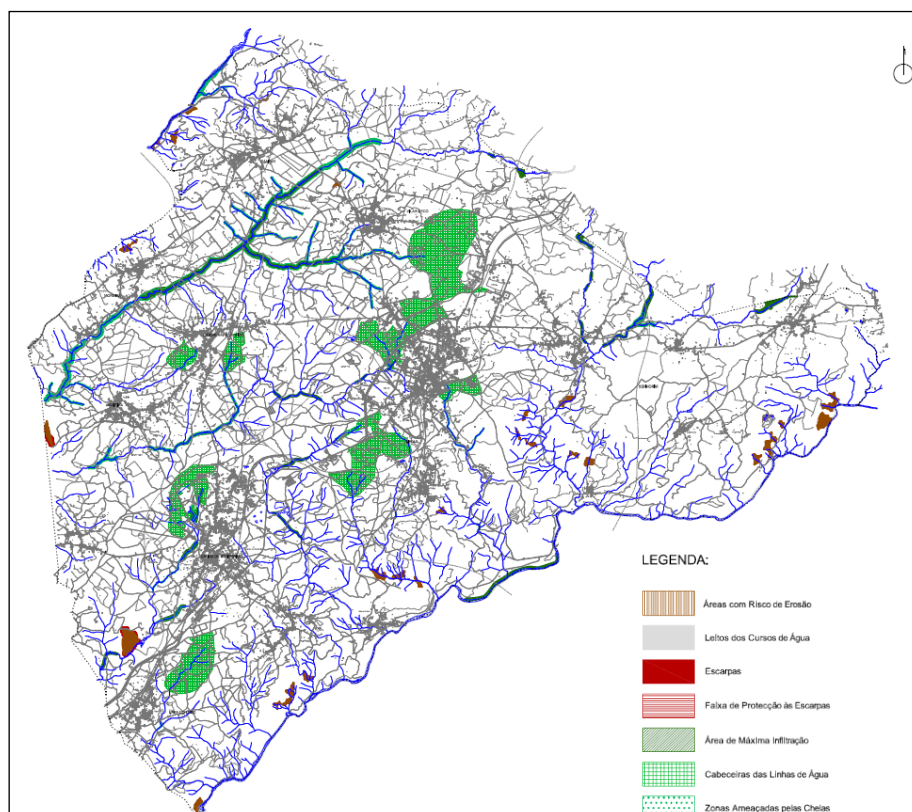 LEGENDA:
Áreas com Risco de Erosão
Leitos dos Cursos de Água
Escarpas
Faixa de Protecção às Escarpas
Área de Máxima Infiltração
Cabeceiras das Linhas de Água
Zonas Ameaçadas pelas Cheias